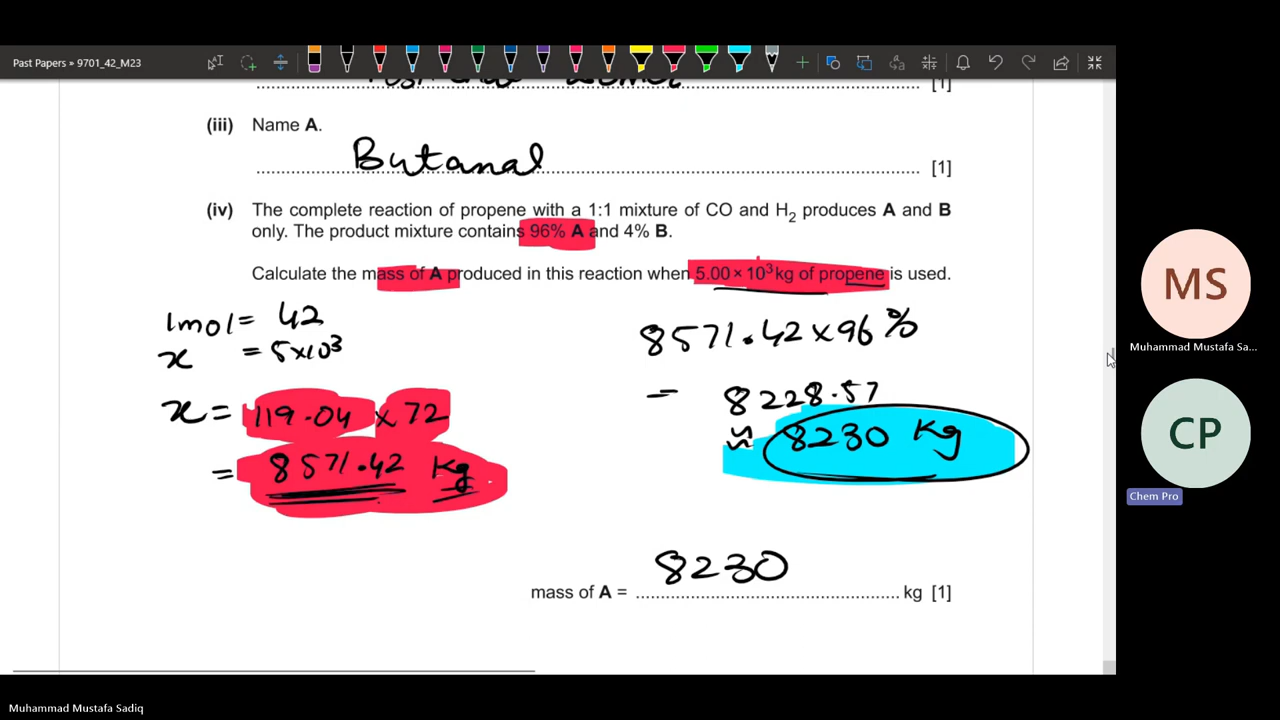 Past Papers » 9701_42_M23
[1]
(iii) Name A.
Butanal
[1]
(iv) The complete reaction of propene with a 1:1 mixture of CO and H2 produces A and B
only. The product mixture contains 96% A and 4% B.
Calculate the mass of A produced in this reaction when 5.00 × 10³ kg of propene is used.
1mol = 42
x = 5×10³
x = 119.04 × 72
= 8571.42 Kg
8571.42 × 96 %
= 8228.57
≈ 8230 Kg
8230
mass of A = .................................................. kg [1]
MS
Muhammad Mustafa Sa...
CP
Chem Pro
Muhammad Mustafa Sadiq